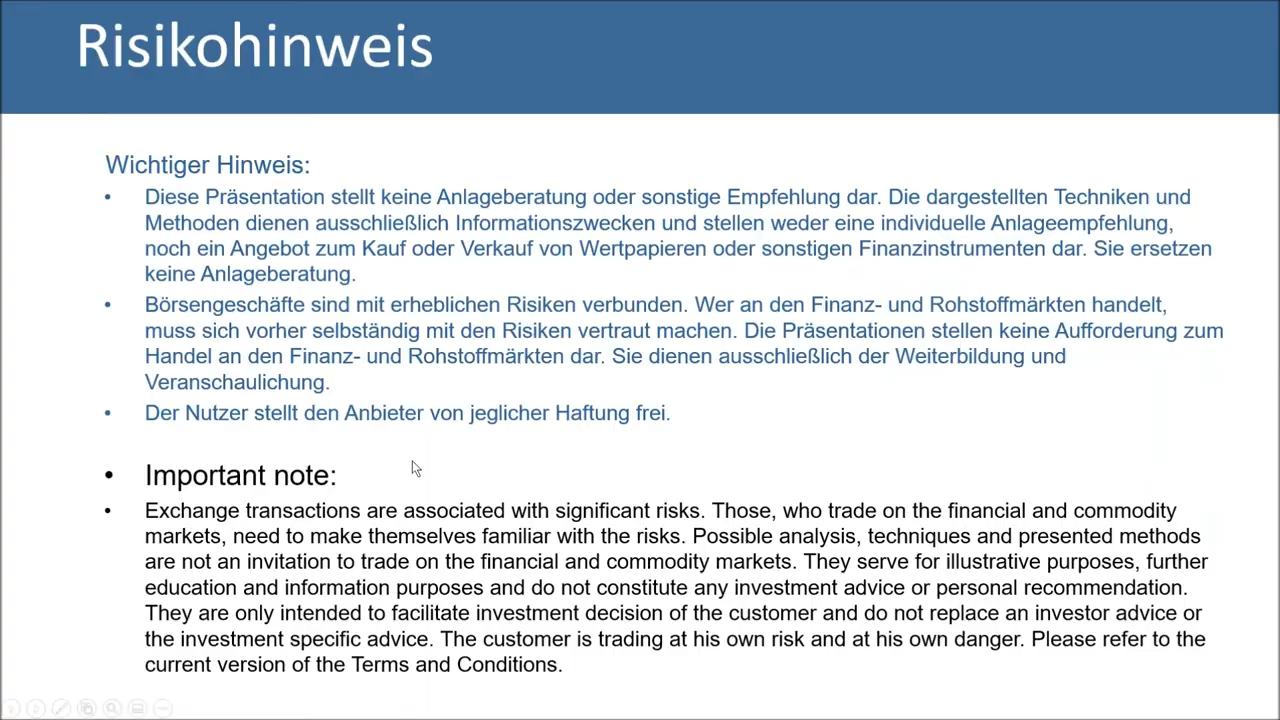 Risikohinweis
Wichtiger Hinweis:
• Diese Präsentation stellt keine Anlageberatung oder sonstige Empfehlung dar. Die dargestellten Techniken und
Methoden dienen ausschließlich Informationszwecken und stellen weder eine individuelle Anlageempfehlung,
noch ein Angebot zum Kauf oder Verkauf von Wertpapieren oder sonstigen Finanzinstrumenten dar. Sie ersetzen
keine Anlageberatung.
• Börsengeschäfte sind mit erheblichen Risiken verbunden. Wer an den Finanz- und Rohstoffmärkten handelt,
muss sich vorher selbständig mit den Risiken vertraut machen. Die Präsentationen stellen keine Aufforderung zum
Handel an den Finanz- und Rohstoffmärkten dar. Sie dienen ausschließlich der Weiterbildung und
Veranschaulichung.
• Der Nutzer stellt den Anbieter von jeglicher Haftung frei.
• Important note:
• Exchange transactions are associated with significant risks. Those, who trade on the financial and commodity
markets, need to make themselves familiar with the risks. Possible analysis, techniques and presented methods
are not an invitation to trade on the financial and commodity markets. They serve for illustrative purposes, further
education and information purposes and do not constitute any investment advice or personal recommendation.
They are only intended to facilitate investment decision of the customer and do not replace an investor advice or
the investment specific advice. The customer is trading at his own risk and at his own danger. Please refer to the
current version of the Terms and Conditions.